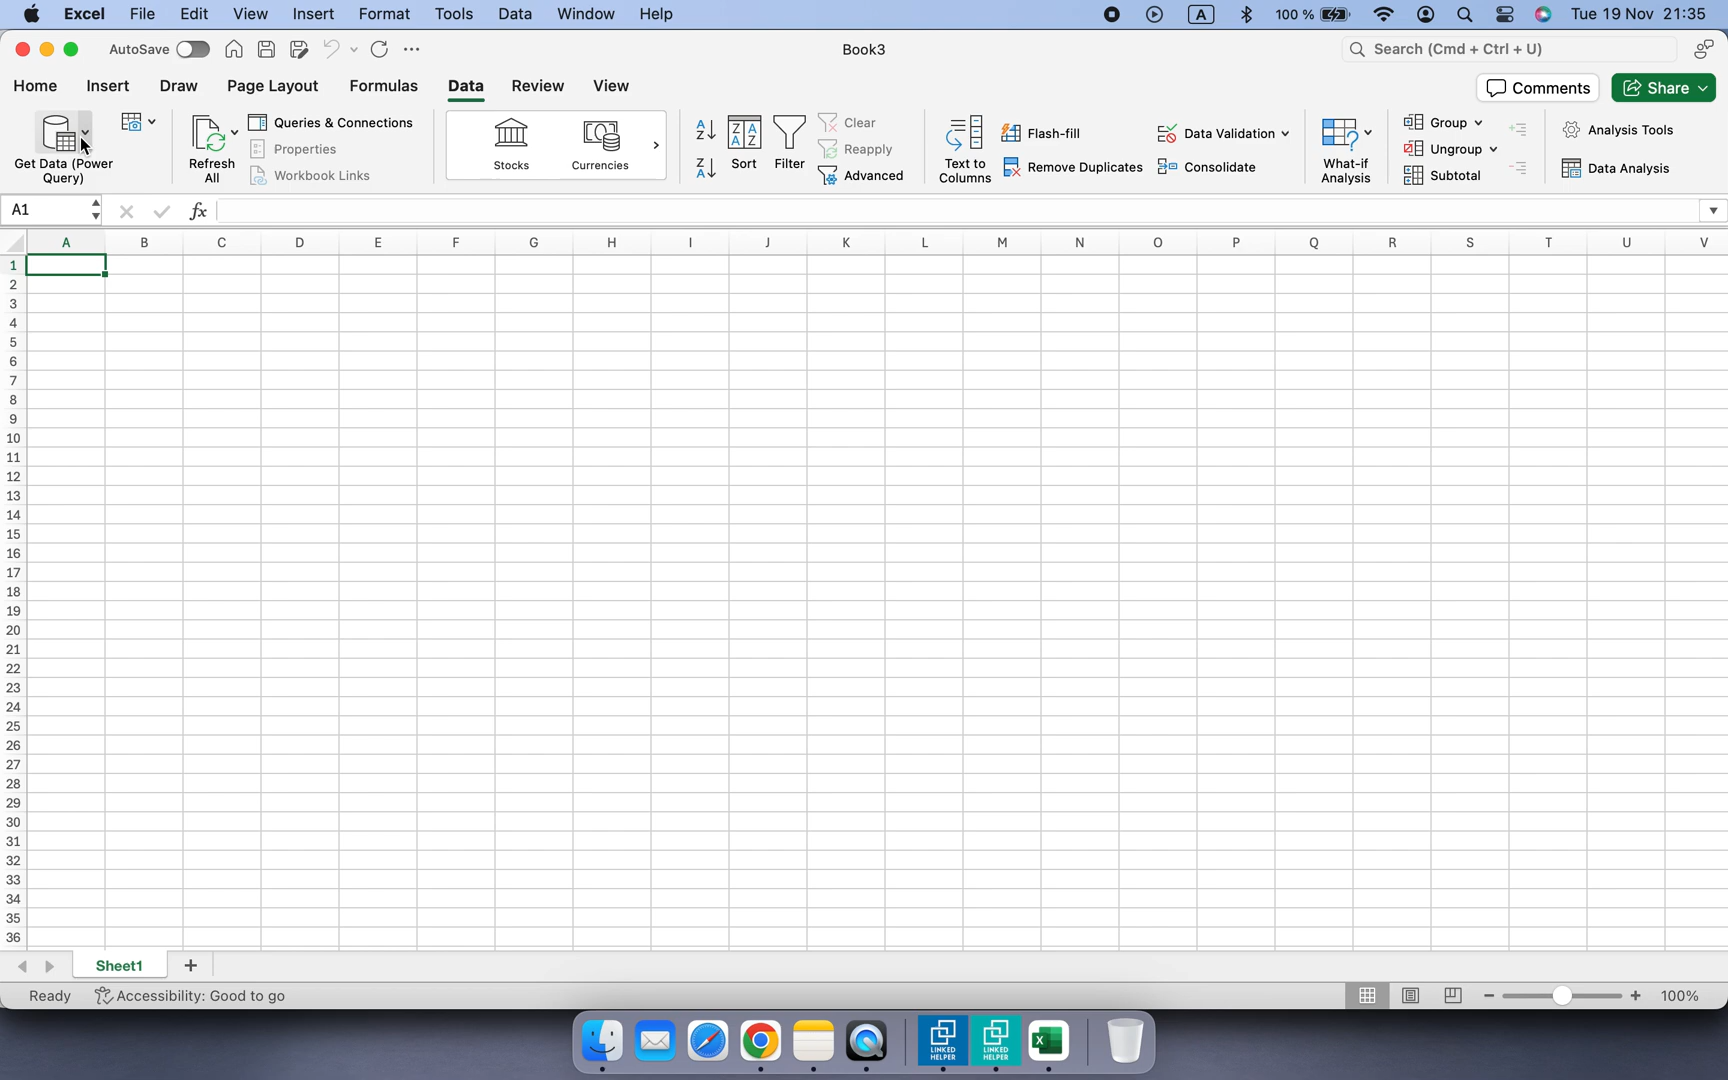 Excel File Edit View Insert Format Tools Data Window Help A 100 % Tue 19 Nov 21:35
AutoSave Book3 Search (Cmd + Ctrl + U)
Home Insert Draw Page Layout Formulas Data Review View Comments Share
Get Data (Power
Query)
Refresh
All
Queries & Connections
Properties
Workbook Links
Stocks
Currencies
Sort
Filter
Clear
Reapply
Advanced
Text to
Columns
Flash-fill
Remove Duplicates
Data Validation
Consolidate
What-if
Analysis
Group
Ungroup
Subtotal
Analysis Tools
Data Analysis
A1 fx
A B C D E F G H I J K L M N O P Q R S T U V
1
2
3
4
5
6
7
8
9
10
11
12
13
14
15
16
17
18
19
20
21
22
23
24
25
26
27
28
29
30
31
32
33
34
35
36
Sheet1
Ready Accessibility: Good to go 100%
LINKED
HELPER
LINKED
HELPER